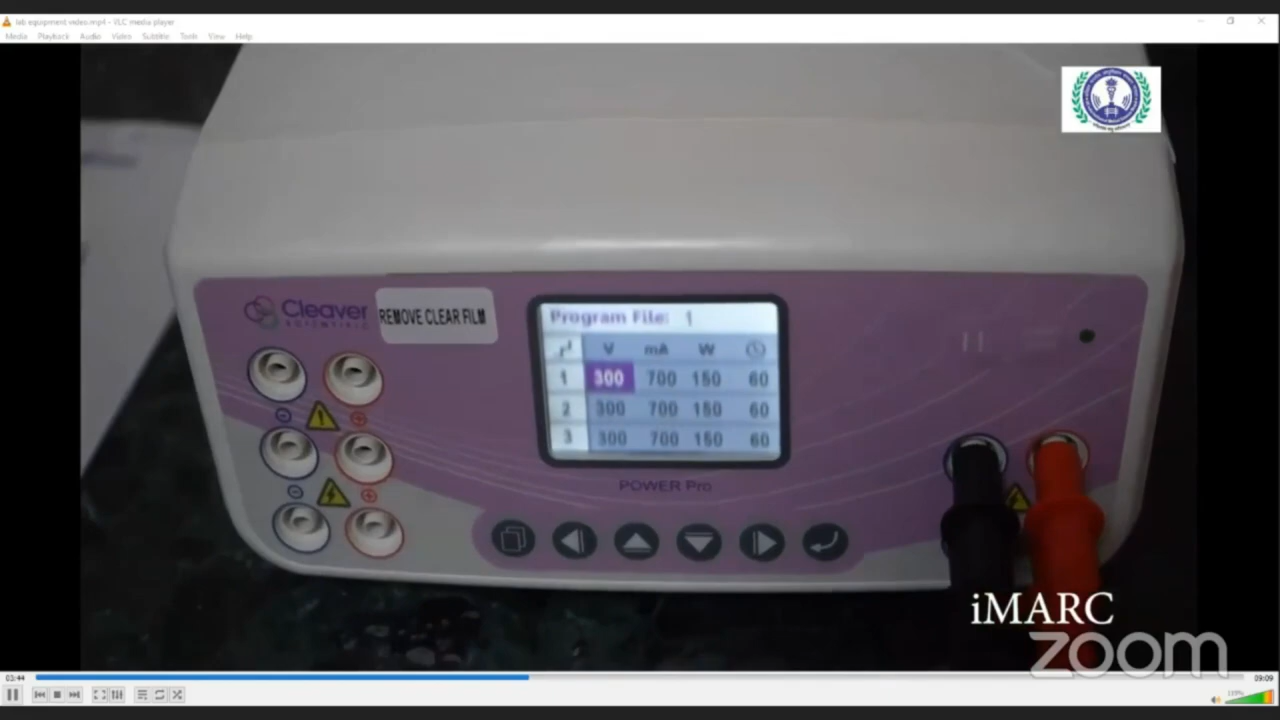 lab equipment video.mp4 - VLC media player
Media Playback Audio Video Subtitle Tools View Help
Cleaver
SCIENTIFIC
REMOVE CLEAR FILM
Program File: 1
V mA W
1 300 700 150 60
2 300 700 150 60
3 300 700 150 60
POWER Pro
iMARC
zoom
03:44
09:09
119%